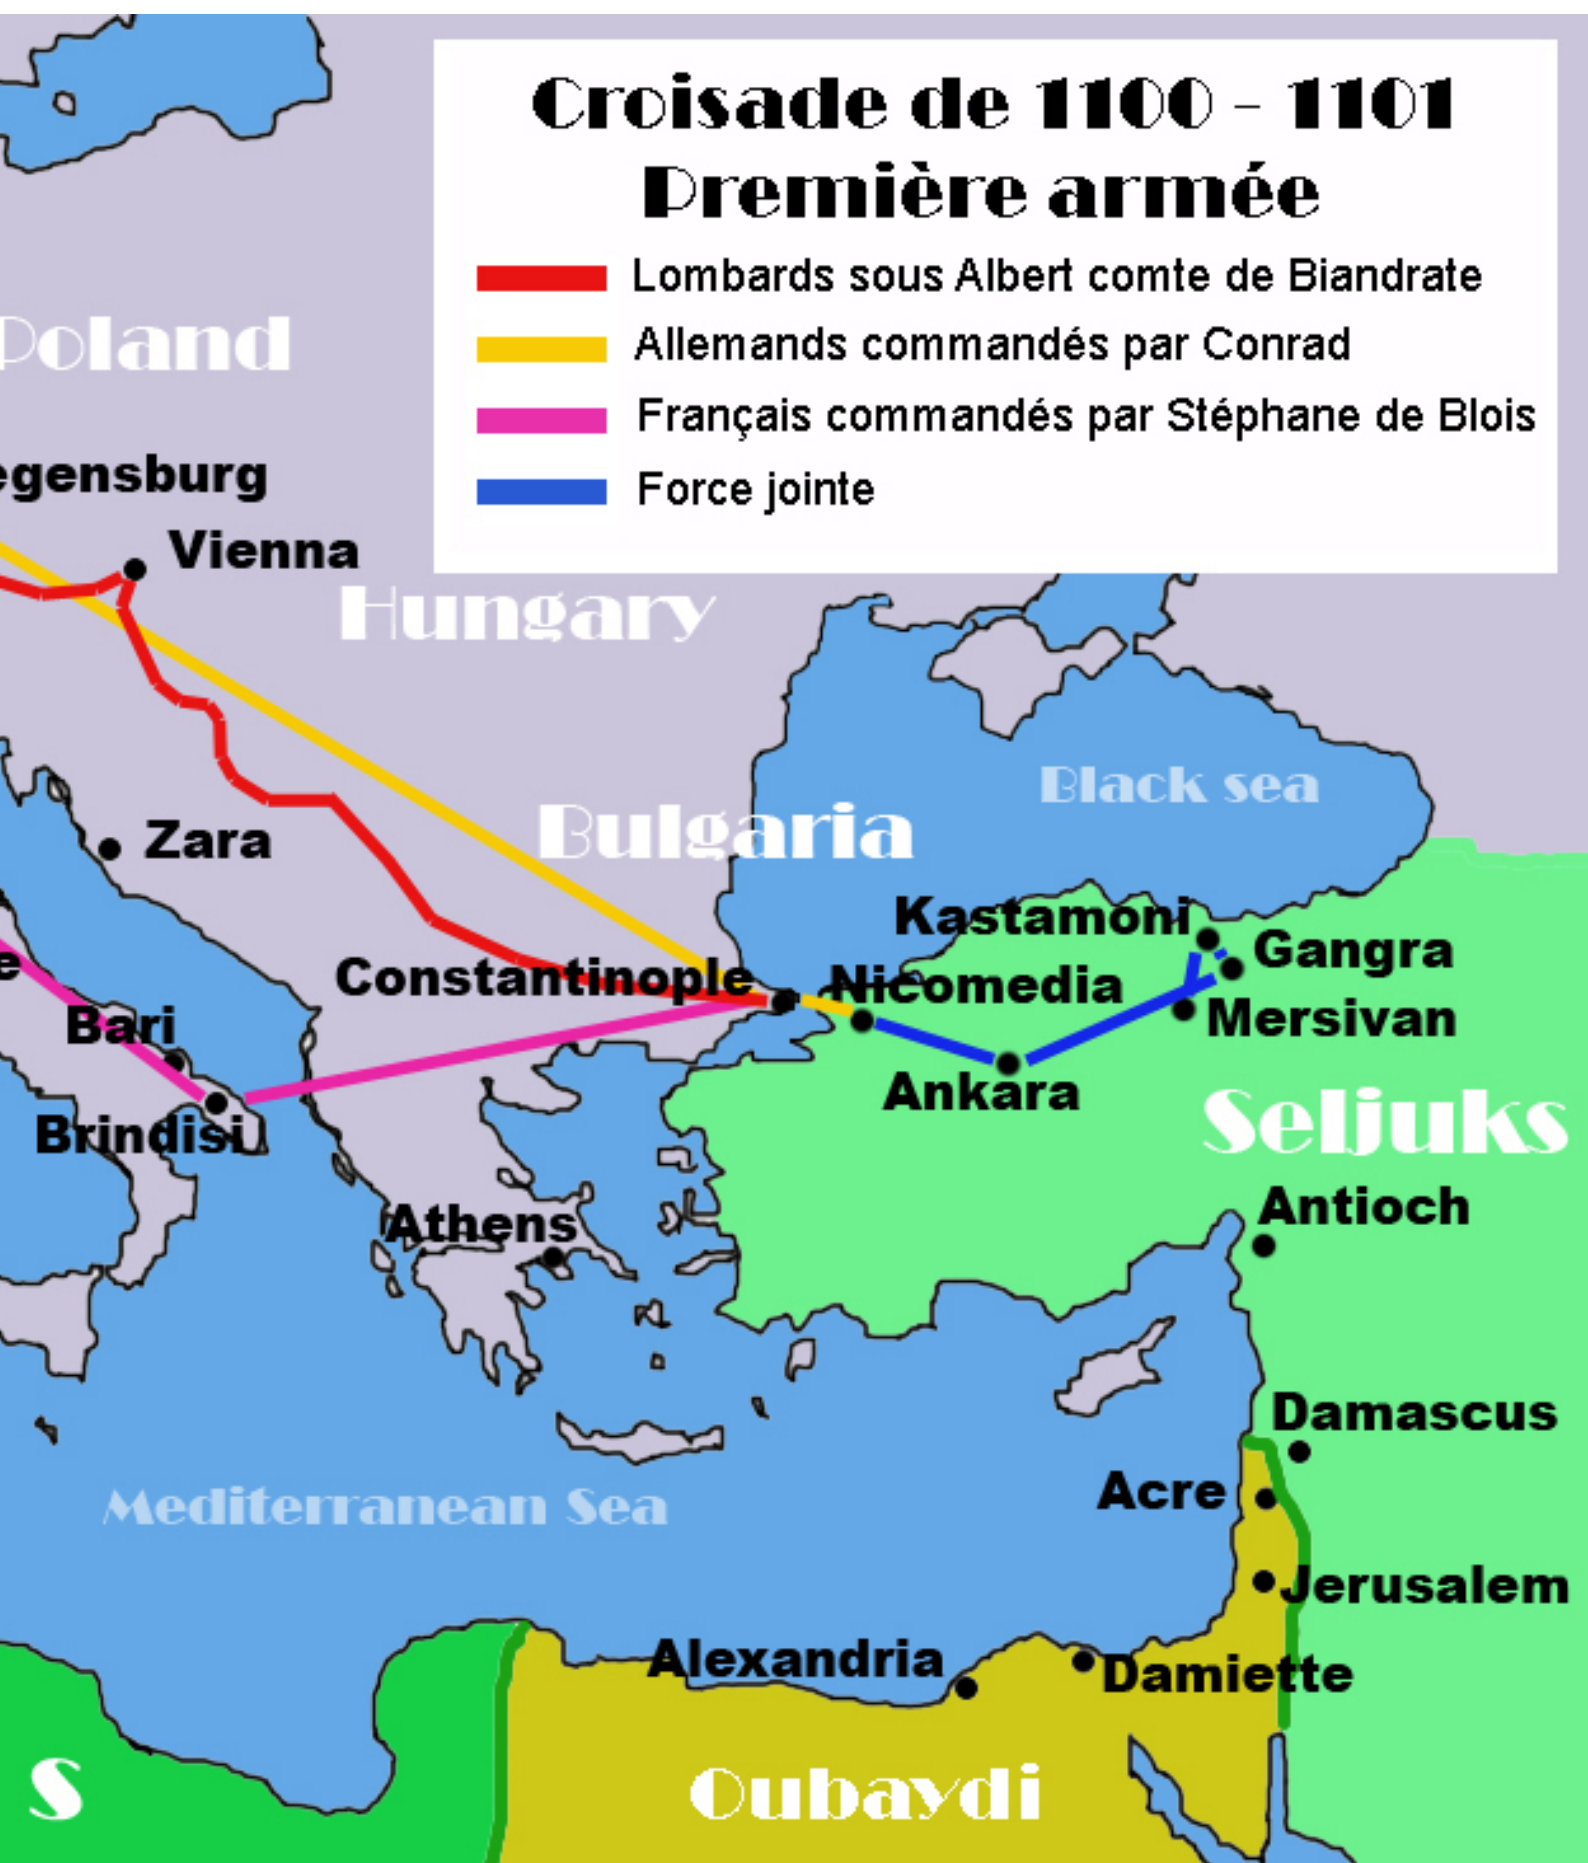 Croisade de 1100 - 1101
Première armée
Lombards sous Albert comte de Biandrate
Allemands commandés par Conrad
Français commandés par Stéphane de Blois
Force jointe
Poland
egensburg
Vienna
Hungary
Black sea
Bulgaria
Zara
Kastamoni
Gangra
e
Constantinople
Nicomedia
Mersivan
Bari
Ankara
Brindisi
Seljuks
Antioch
Athens
Damascus
Mediterranean Sea
Acre
Jerusalem
Alexandria
Damiette
S
Oubaydi